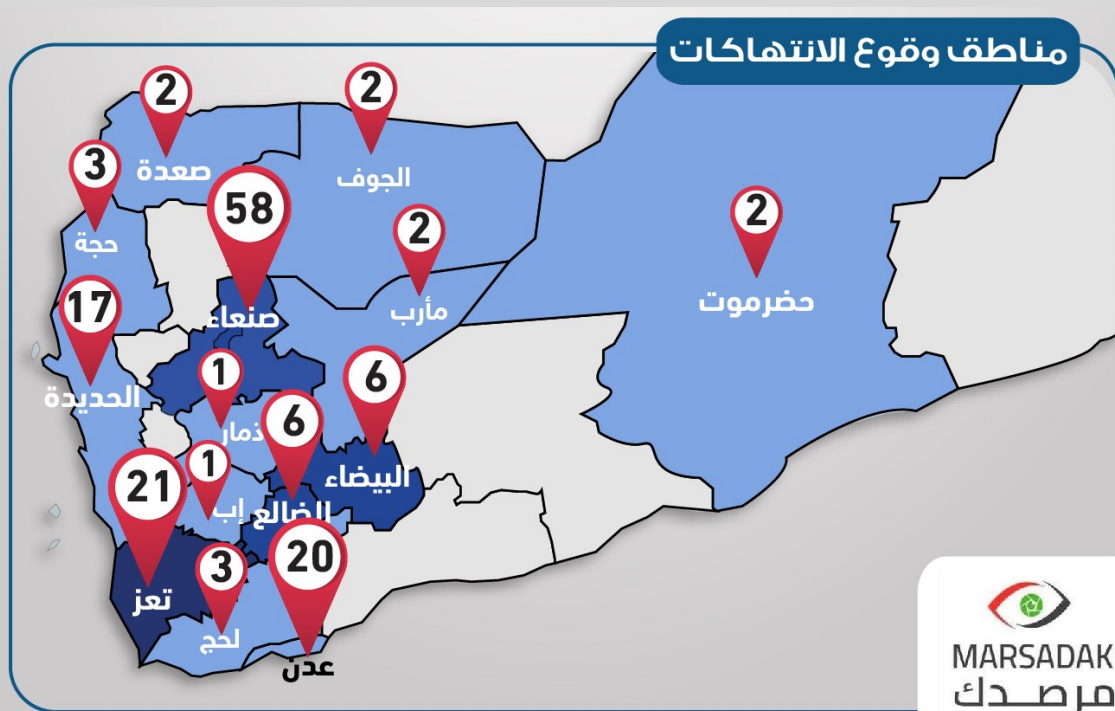 مناطق وقوع الانتهاكات
2
صعدة
2
الجوف
3
حجة
58
صنعاء
2
مأرب
2
حضرموت
17
الحديدة
1
ذمار
6
البيضاء
6
الضالع
1
إب
21
تعز
3
لحج
20
عدن
MARSADAK
مرصدك